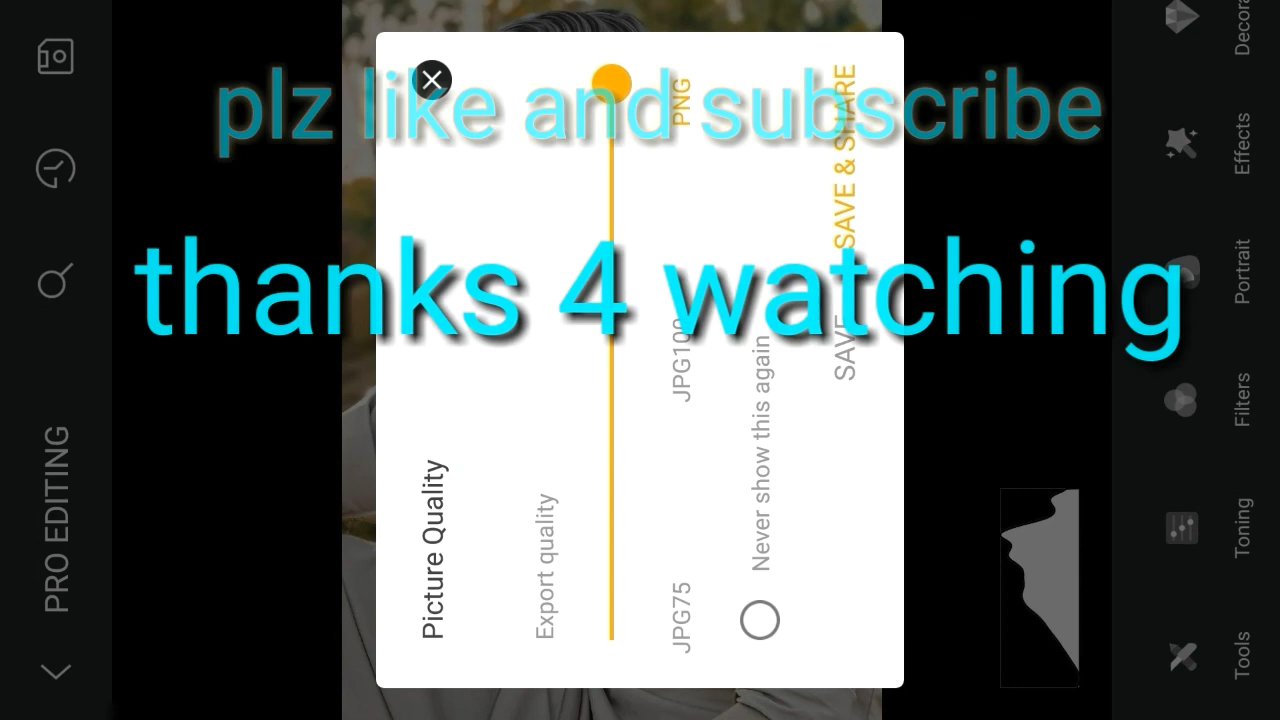 plz like and subscribe
thanks 4 watching
PRO EDITING
Picture Quality
Export quality
JPG75 JPG100 PNG
Never show this again
SAVE SAVE & SHARE
Tools
Toning
Filters
Portrait
Effects